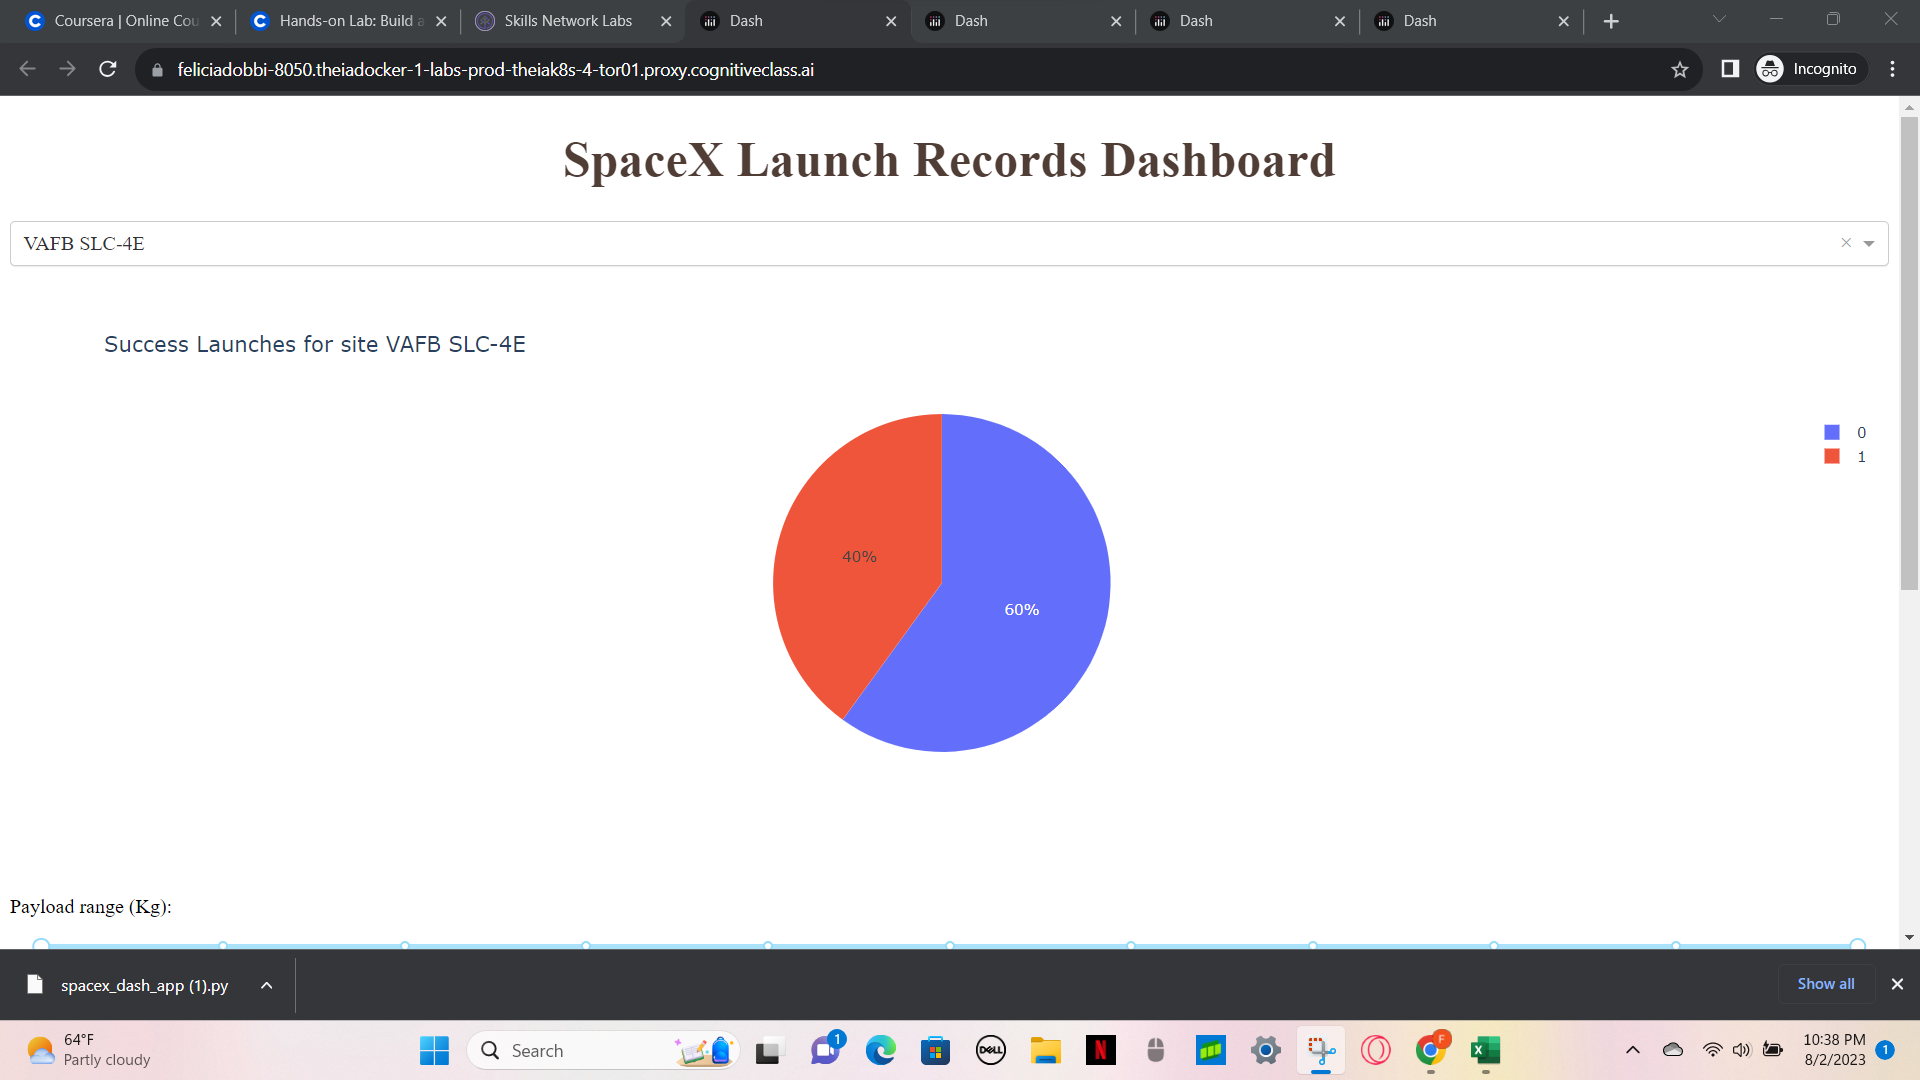 Coursera | Online Cou
Hands-on Lab: Build a
Skills Network Labs
Dash
Dash
Dash
Dash
feliciadobbi-8050.theiadocker-1-labs-prod-theiak8s-4-tor01.proxy.cognitiveclass.ai
Incognito
SpaceX Launch Records Dashboard
VAFB SLC-4E
Success Launches for site VAFB SLC-4E
0
1
40%
60%
Payload range (Kg):
spacex_dash_app (1).py
Show all
64°F
Partly cloudy
Search
1
DELL
N
F
X
10:38 PM
8/2/2023
1